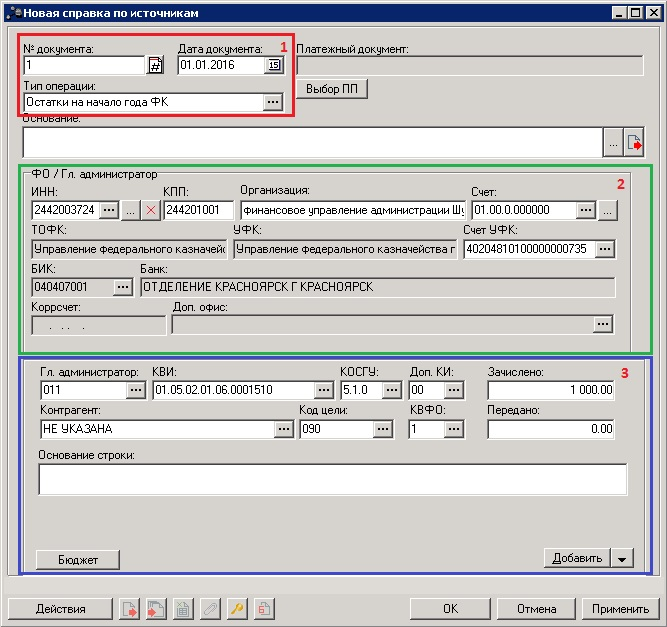 Новая справка по источникам
№ документа: Дата документа: 1 Платежный документ:
1 01.01.2016 15
Тип операции: Выбор ПП
Остатки на начало года ФК ...
Основание:
...
ФО / Гл. администратор 2
ИНН: КПП: Организация: Счет:
2442003724 ... ... 244201001 финансовое управление администрации Шу 01.00.0.000000 ... ...
ТОФК: УФК: Счет УФК:
Управление Федерального казначейс Управление Федерального казначейства г 40204810100000000735 ...
БИК: Банк:
040407001 ... ОТДЕЛЕНИЕ КРАСНОЯРСК Г КРАСНОЯРСК
Коррсчет: Доп. офис:
. .. . ...
Гл. администратор: КВИ: КОСГУ: Доп. КИ: Зачислено: 3
011 ... 01.05.02.01.06.0001510 ... 5.1.0 ... 00 ... 1 000.00
Контрагент: Код цели: КВФО: Передано:
НЕ УКАЗАНА ... 090 ... 1 ... 0.00
Основание строки:
Бюджет Добавить
Действия ОК Отмена Применить